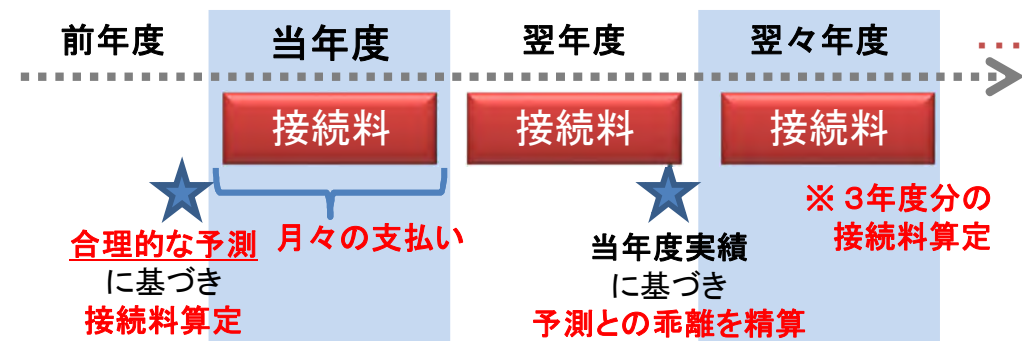 前年度
当年度
翌年度
翌々年度
接続料
接続料
接続料
合理的な予測
に基づき
接続料算定
月々の支払い
当年度実績
に基づき
予測との乖離を精算
※３年度分の
接続料算定